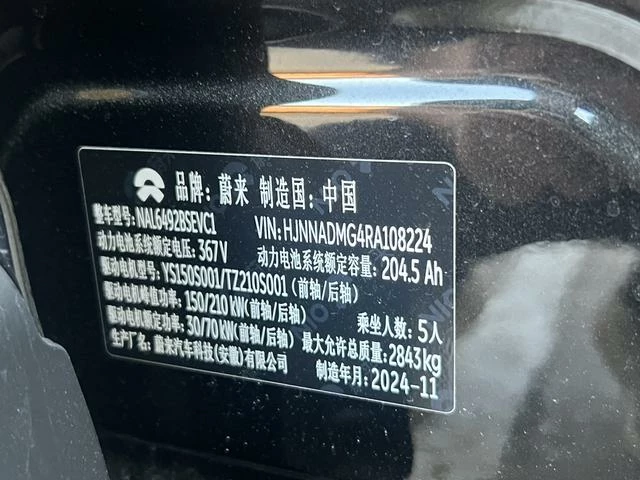 品牌：蔚来 制造国：中国
整车型号：NAL6492BSEVC1 VIN:HJNNADMG4RA108224
动力电池系统额定电压：367V 动力电池系统额定容量：204.5 Ah
驱动电机型号：YS150S001/TZ210S001（前轴/后轴）
驱动电机峰值功率：150/210 kW(前轴/后轴) 乘坐人数：5人
驱动电机额定功率：30/70 kW(前轴/后轴) 最大允许总质量：2843kg
生产厂名：蔚来汽车科技(安徽)有限公司 制造年月：2024-11